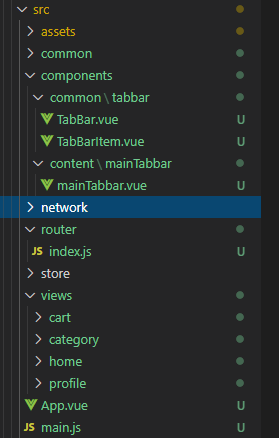 src
assets
common
components
common \ tabbar
TabBar.vue U
TabBarItem.vue U
content \ mainTabbar
mainTabbar.vue U
network
router
JS index.js U
store
views
cart
category
home
profile
App.vue U
JS main.js U